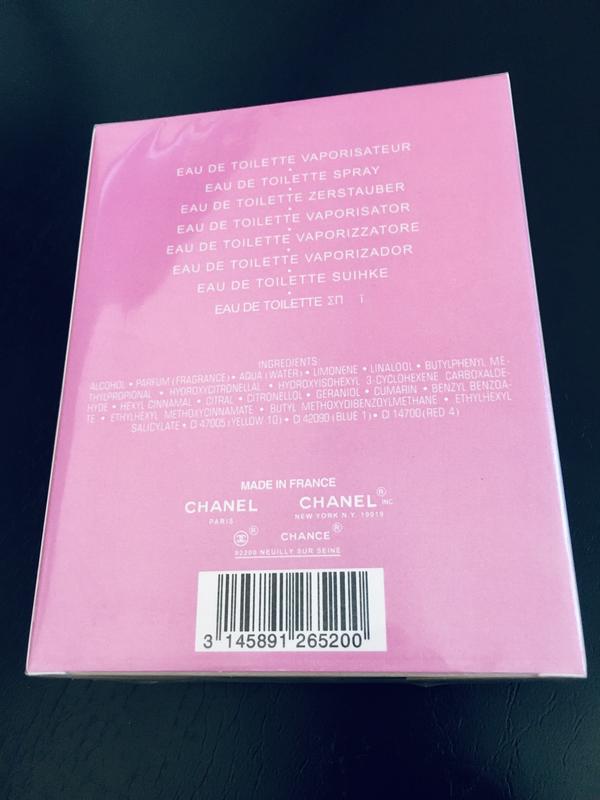 EAU DE TOILETTE VAPORISATEUR
•
EAU DE TOILETTE SPRAY
•
EAU DE TOILETTE ZERSTAUBER
•
EAU DE TOILETTE VAPORISATOR
•
EAU DE TOILETTE VAPORIZZATORE
•
EAU DE TOILETTE VAPORIZADOR
•
EAU DE TOILETTE SUIHKE
•
EAU DE TOILETTE ΣΠ ϊ
INGREDIENTS:
ALCOHOL • PARFUM (FRAGRANCE) • AQUA (WATER) • LIMONENE • LINALOOL • BUTYLPHENYL ME-
THYLPROPIONAL • HYDROXYCITRONELLAL • HYDROXYISOHEXYL 3-CYCLOHEXENE CARBOXALDE-
HYDE • HEXYL CINNAMAL • CITRAL • CITRONELLOL • GERANIOL • CUMARIN • BENZYL BENZOA-
TE • ETHYLHEXYL METHOXYCINNAMATE • BUTYL METHOXYDIBENZOYLMETHANE • ETHYLHEXYL
SALICYLATE • CI 47005 (YELLOW 10) • CI 42090 (BLUE 1) • CI 14700 (RED 4)
MADE IN FRANCE
CHANEL CHANEL® INC
PARIS NEW YORK N.Y. 19019
® CHANCE®
92200 NEUILLY SUR SEINE
3 145891 265200